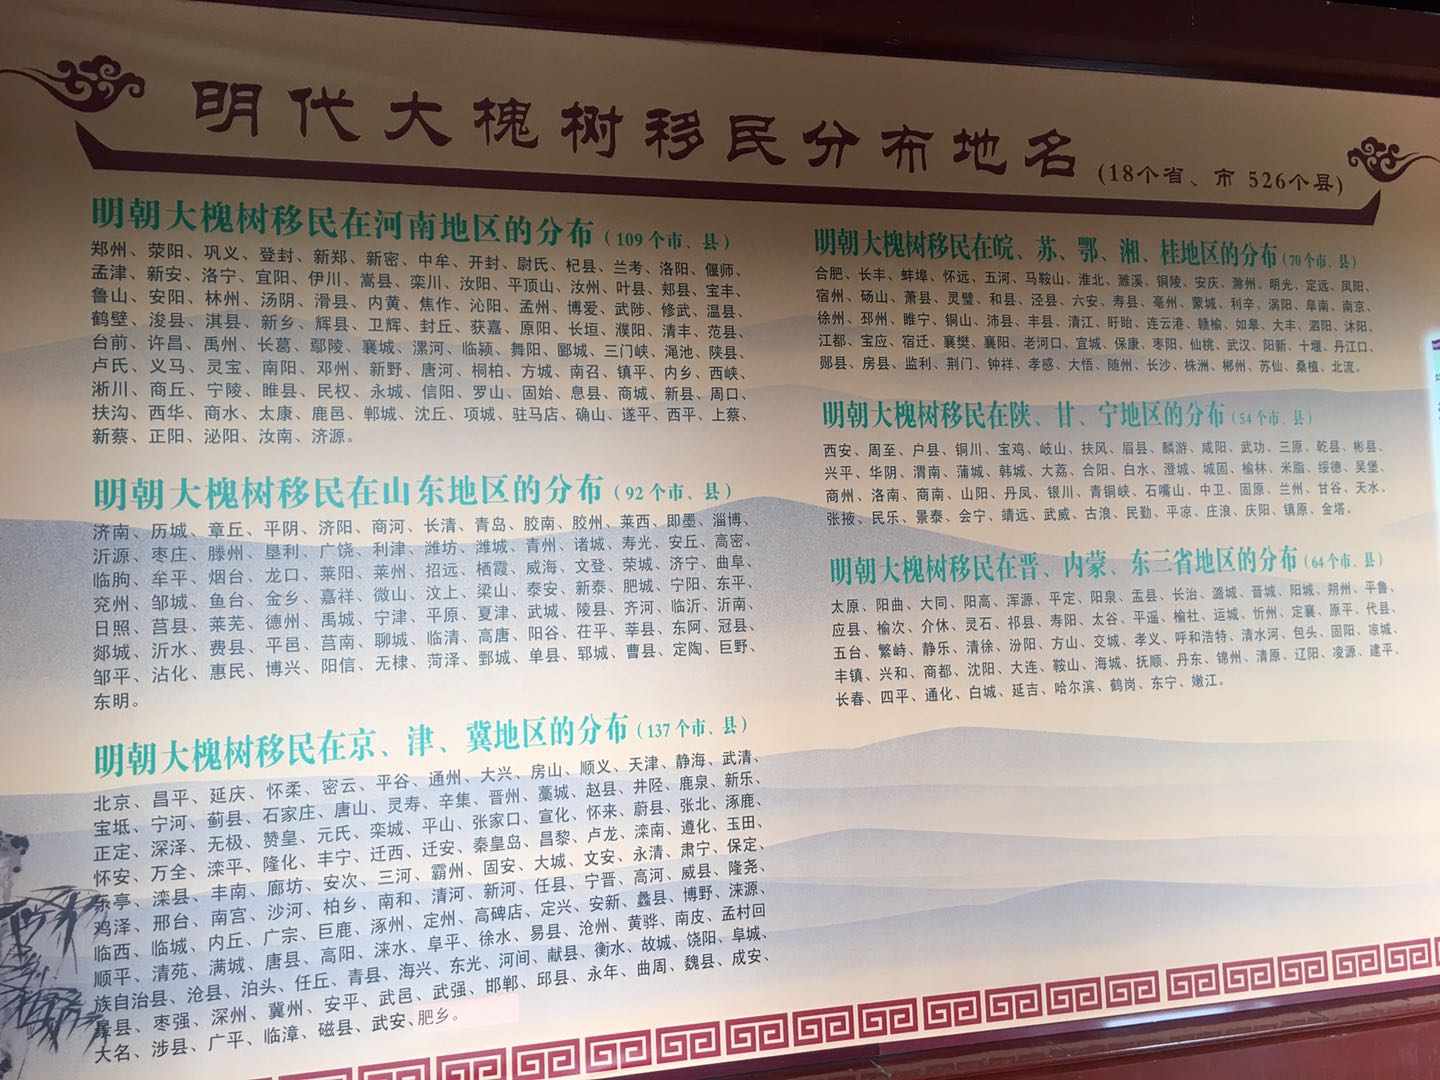 明代大槐树移民分布地名(18个省、市 526个县)
明朝大槐树移民在河南地区的分布(109个市、县)
郑州、荥阳、巩义、登封、新郑、新密、中牟、开封、尉氏、杞县、兰考、洛阳、偃师、
孟津、新安、洛宁、宜阳、伊川、嵩县、栾川、汝阳、平顶山、汝州、叶县、郏县、宝丰、
鲁山、安阳、林州、汤阴、滑县、内黄、焦作、沁阳、孟州、博爱、武陟、修武、温县、
鹤壁、浚县、淇县、新乡、辉县、卫辉、封丘、获嘉、原阳、长垣、濮阳、清丰、范县、
台前、许昌、禹州、长葛、鄢陵、襄城、漯河、临颍、舞阳、郾城、三门峡、渑池、陕县、
卢氏、义马、灵宝、南阳、邓州、新野、唐河、桐柏、方城、南召、镇平、内乡、西峡、
淅川、商丘、宁陵、睢县、民权、永城、信阳、罗山、固始、息县、商城、新县、周口、
扶沟、西华、商水、太康、鹿邑、郸城、沈丘、项城、驻马店、确山、遂平、西平、上蔡、
新蔡、正阳、泌阳、汝南、济源。
明朝大槐树移民在山东地区的分布(92个市、县)
济南、历城、章丘、平阴、济阳、商河、长清、青岛、胶南、胶州、莱西、即墨、淄博、
沂源、枣庄、滕州、垦利、广饶、利津、潍坊、潍城、青州、诸城、寿光、安丘、高密、
临朐、牟平、烟台、龙口、莱阳、莱州、招远、栖霞、威海、文登、荣城、济宁、曲阜、
兖州、邹城、鱼台、金乡、嘉祥、微山、汶上、梁山、泰安、新泰、肥城、宁阳、东平、
日照、莒县、莱芜、德州、禹城、宁津、平原、夏津、武城、陵县、齐河、临沂、沂南、
郯城、沂水、费县、平邑、莒南、聊城、临清、高唐、阳谷、茌平、莘县、东阿、冠县、
邹平、沾化、惠民、博兴、阳信、无棣、菏泽、鄄城、单县、郓城、曹县、定陶、巨野、
东明。
明朝大槐树移民在京、津、冀地区的分布(137个市、县)
北京、昌平、延庆、怀柔、密云、平谷、通州、大兴、房山、顺义、天津、静海、武清、
宝坻、宁河、蓟县、石家庄、唐山、灵寿、辛集、晋州、藁城、赵县、井陉、鹿泉、新乐、
正定、深泽、无极、赞皇、元氏、栾城、平山、张家口、宣化、怀来、蔚县、张北、涿鹿、
怀安、万全、滦平、隆化、丰宁、迁西、迁安、秦皇岛、昌黎、卢龙、滦南、遵化、玉田、
乐亭、滦县、丰南、廊坊、安次、三河、霸州、固安、大城、文安、永清、肃宁、保定、
鸡泽、邢台、南宫、沙河、柏乡、南和、清河、新河、任县、宁晋、高河、威县、隆尧、
临西、临城、内丘、广宗、巨鹿、涿州、定州、高碑店、定兴、安新、蠡县、博野、涞源、
顺平、清苑、满城、唐县、高阳、涞水、阜平、徐水、易县、沧州、黄骅、南皮、孟村回
族自治县、沧县、泊头、任丘、青县、海兴、东光、河间、献县、衡水、故城、饶阳、阜城、
景县、枣强、深州、冀州、安平、武邑、武强、邯郸、邱县、永年、曲周、魏县、成安、
大名、涉县、广平、临漳、磁县、武安、肥乡。
明朝大槐树移民在皖、苏、鄂、湘、桂地区的分布(70个市、县)
合肥、长丰、蚌埠、怀远、五河、马鞍山、淮北、濉溪、铜陵、安庆、滁州、明光、定远、凤阳、
宿州、砀山、萧县、灵璧、和县、泾县、六安、寿县、亳州、蒙城、利辛、涡阳、阜南、南京、
徐州、邳州、睢宁、铜山、沛县、丰县、清江、盱眙、连云港、赣榆、如皋、大丰、泗阳、沐阳、
江都、宝应、宿迁、襄樊、襄阳、老河口、宜城、保康、枣阳、仙桃、武汉、阳新、十堰、丹江口、
郧县、房县、监利、荆门、钟祥、孝感、大悟、随州、长沙、株洲、郴州、苏仙、桑植、北流。
明朝大槐树移民在陕、甘、宁地区的分布(54个市、县)
西安、周至、户县、铜川、宝鸡、岐山、扶风、眉县、麟游、咸阳、武功、三原、乾县、彬县、
兴平、华阴、渭南、蒲城、韩城、大荔、合阳、白水、澄城、城固、榆林、米脂、绥德、吴堡、
商州、洛南、商南、山阳、丹凤、银川、青铜峡、石嘴山、中卫、固原、兰州、甘谷、天水、
张掖、民乐、景泰、会宁、靖远、武威、古浪、民勤、平凉、庄浪、庆阳、镇原、金塔。
明朝大槐树移民在晋、内蒙、东三省地区的分布(64个市、县)
太原、阳曲、大同、阳高、浑源、平定、阳泉、盂县、长治、潞城、晋城、阳城、朔州、平鲁、
应县、榆次、介休、灵石、祁县、寿阳、太谷、平遥、榆社、运城、忻州、定襄、原平、代县、
五台、繁峙、静乐、清徐、汾阳、方山、交城、孝义、呼和浩特、清水河、包头、固阳、凉城、
丰镇、兴和、商都、沈阳、大连、鞍山、海城、抚顺、丹东、锦州、清原、辽阳、凌源、建平、
长春、四平、通化、白城、延吉、哈尔滨、鹤岗、东宁、嫩江。